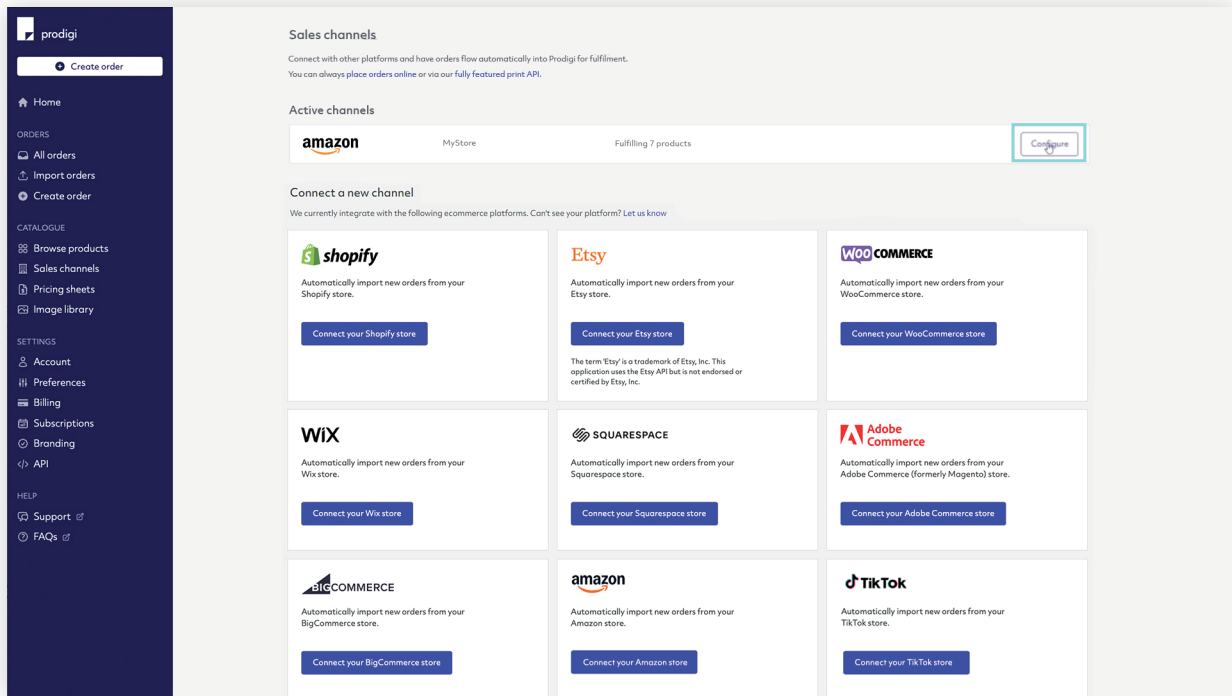 prodigi
Create order
Home
ORDERS
All orders
Import orders
Create order
CATALOGUE
Browse products
Sales channels
Pricing sheets
Image library
SETTINGS
Account
Preferences
Billing
Subscriptions
Branding
API
HELP
Support
FAQs
Sales channels
Connect with other platforms and have orders flow automatically into Prodigi for fulfilment.
You can always place orders online or via our fully featured print API.
Active channels
amazon MyStore Fulfilling 7 products Configure
Connect a new channel
We currently integrate with the following ecommerce platforms. Can't see your platform? Let us know
shopify
Automatically import new orders from your
Shopify store.
Connect your Shopify store
Etsy
Automatically import new orders from your
Etsy store.
Connect your Etsy store
The term 'Etsy' is a trademark of Etsy, Inc. This
application uses the Etsy API but is not endorsed or
certified by Etsy, Inc.
WOO COMMERCE
Automatically import new orders from your
WooCommerce store.
Connect your WooCommerce store
WiX
Automatically import new orders from your
Wix store.
Connect your Wix store
SQUARESPACE
Automatically import new orders from your
Squarespace store.
Connect your Squarespace store
Adobe
Commerce
Automatically import new orders from your
Adobe Commerce (formerly Magento) store.
Connect your Adobe Commerce store
BIGCOMMERCE
Automatically import new orders from your
BigCommerce store.
Connect your BigCommerce store
amazon
Automatically import new orders from your
Amazon store.
Connect your Amazon store
TikTok
Automatically import new orders from your
TikTok store.
Connect your TikTok store